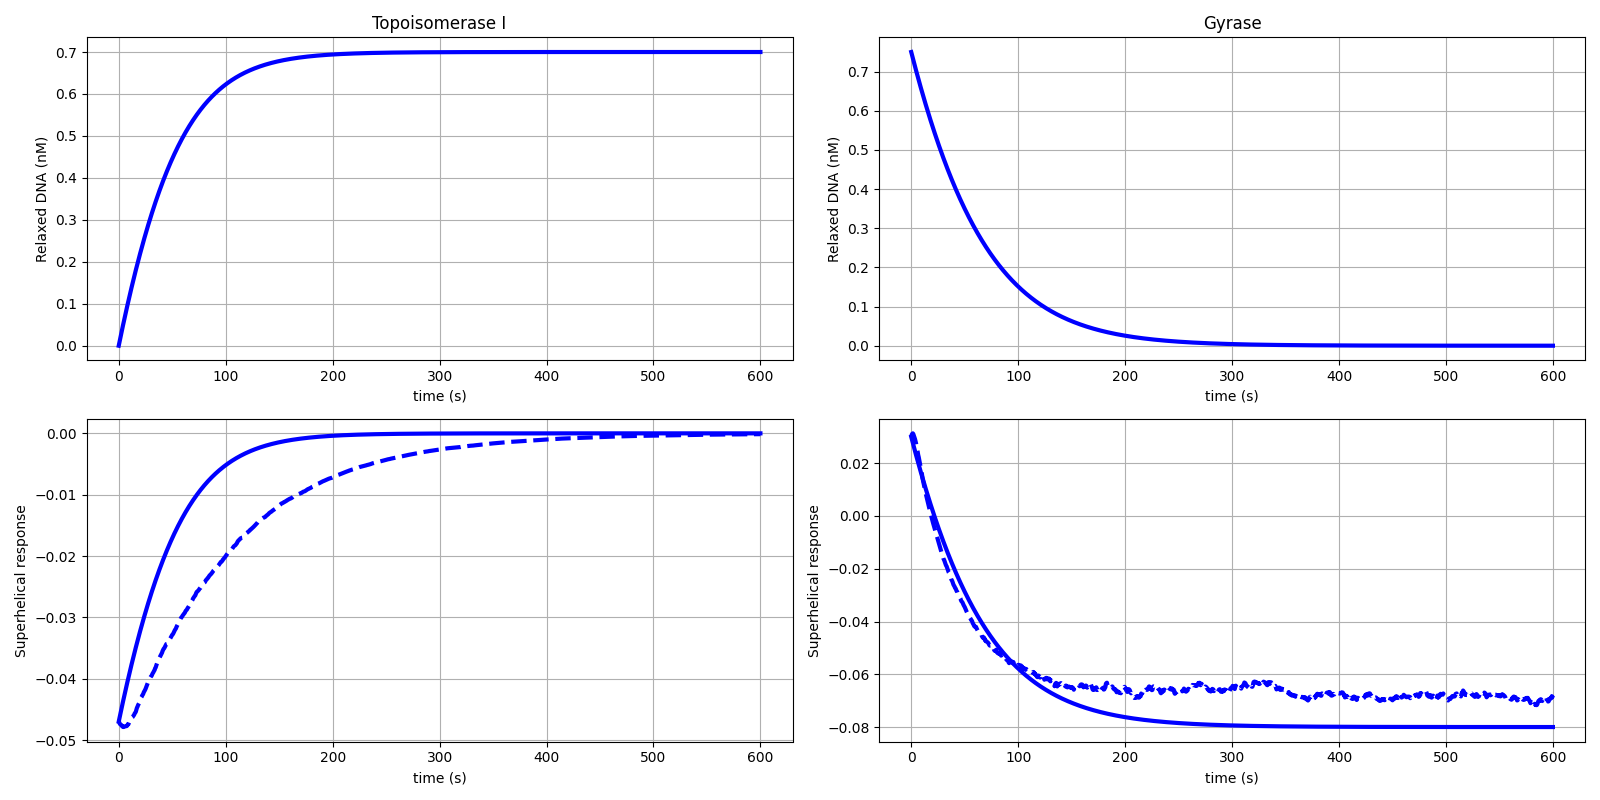 Topoisomerase I
Relaxed DNA (nM)
0.7
0.6
0.5
0.4
0.3
0.2
0.1
0.0
0 100 200 300 400 500 600
time (s)
Gyrase
Relaxed DNA (nM)
0.7
0.6
0.5
0.4
0.3
0.2
0.1
0.0
0 100 200 300 400 500 600
time (s)
Superhelical response
0.00
−0.01
−0.02
−0.03
−0.04
−0.05
0 100 200 300 400 500 600
time (s)
Superhelical response
0.02
0.00
−0.02
−0.04
−0.06
−0.08
0 100 200 300 400 500 600
time (s)